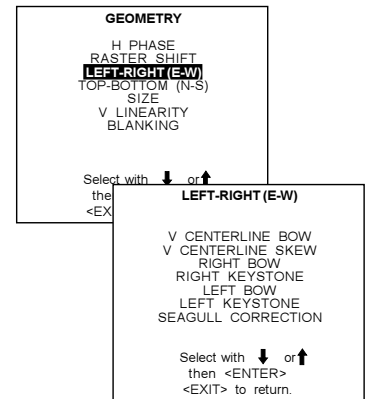 GEOMETRY
H PHASE
RASTER SHIFT
LEFT-RIGHT (E-W)
TOP-BOTTOM (N-S)
SIZE
V LINEARITY
BLANKING
Select with ⬇ or ⬆
the
<EX
LEFT-RIGHT (E-W)
V CENTERLINE BOW
V CENTERLINE SKEW
RIGHT BOW
RIGHT KEYSTONE
LEFT BOW
LEFT KEYSTONE
SEAGULL CORRECTION
Select with ⬇ or ⬆
then <ENTER>
<EXIT> to return.